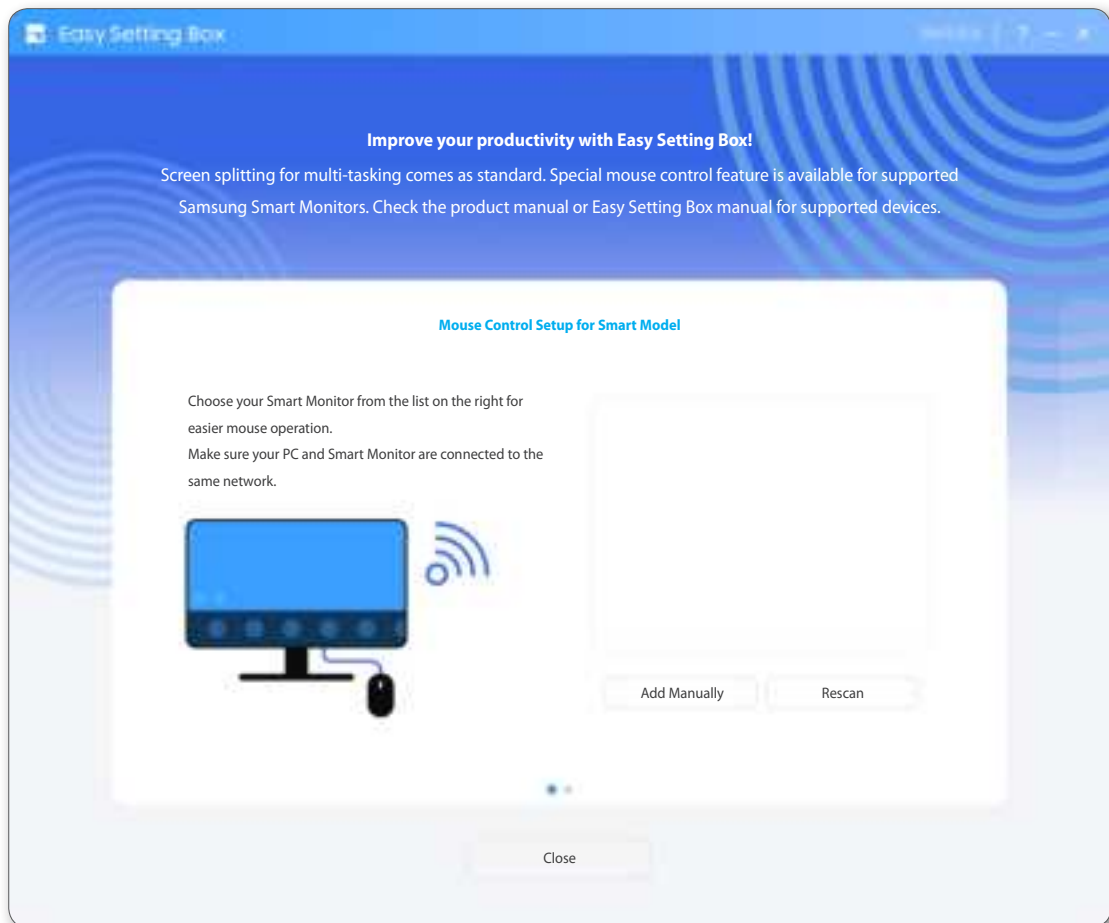 Easy Setting Box
? — ×
Improve your productivity with Easy Setting Box!
Screen splitting for multi-tasking comes as standard. Special mouse control feature is available for supported
Samsung Smart Monitors. Check the product manual or Easy Setting Box manual for supported devices.
Mouse Control Setup for Smart Model
Choose your Smart Monitor from the list on the right for
easier mouse operation.
Make sure your PC and Smart Monitor are connected to the
same network.
Add Manually
Rescan
Close